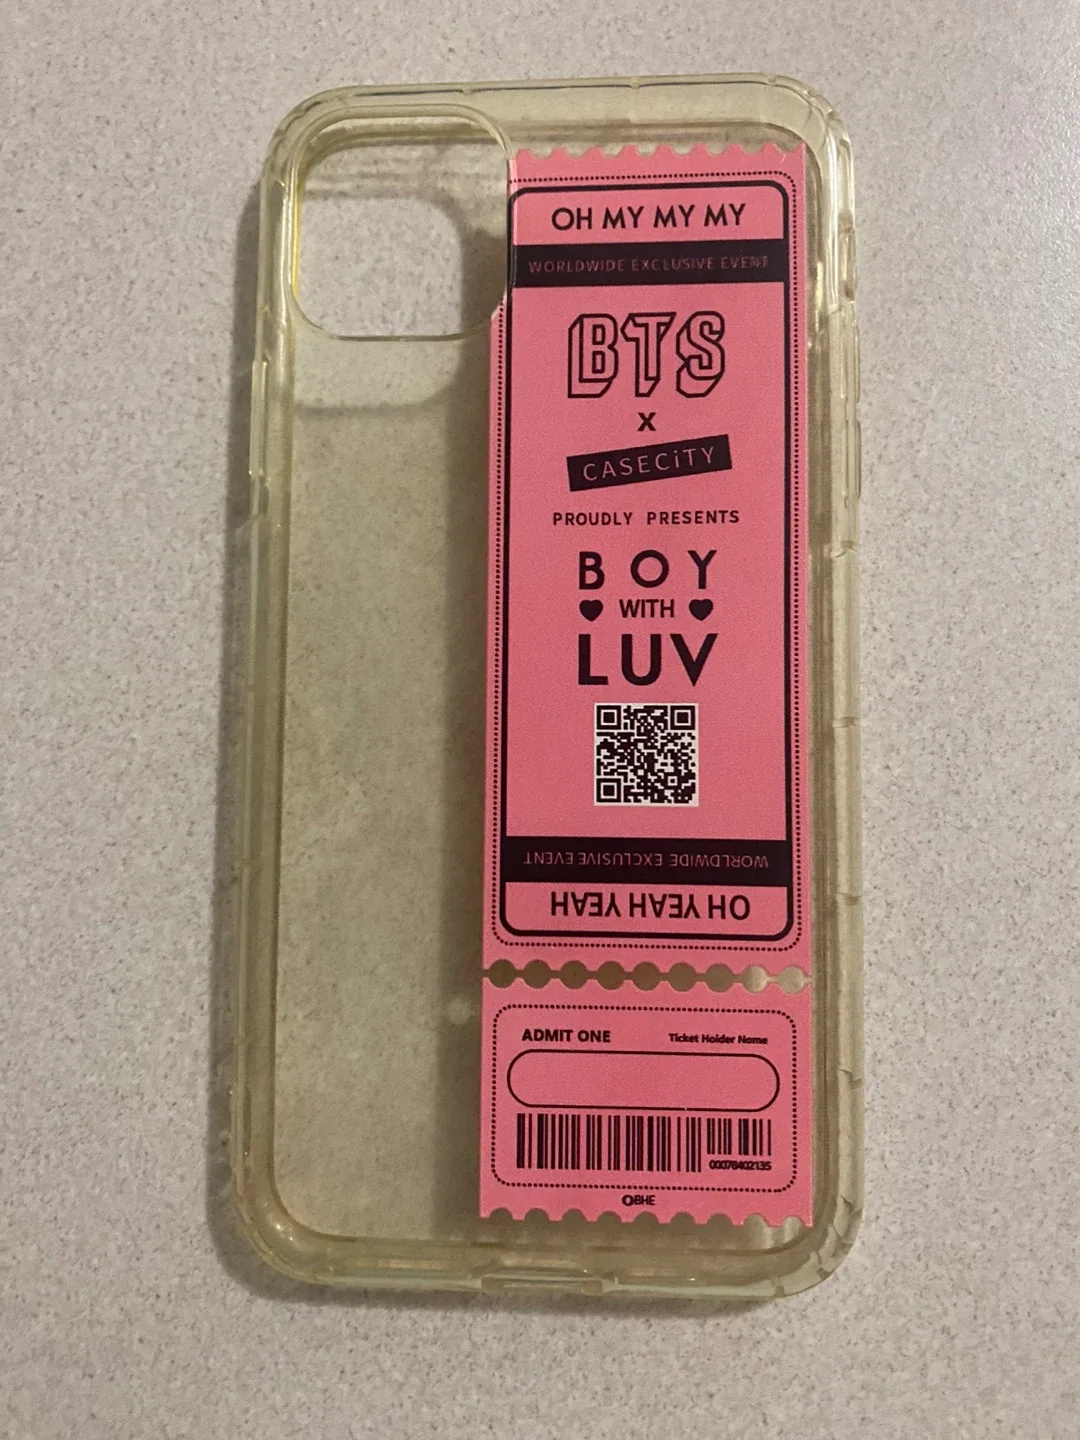 OH MY MY MY
WORLDWIDE EXCLUSIVE EVENT
BTS
X
CASECiTY
PROUDLY PRESENTS
BOY
WITH
LUV
WORLDWIDE EXCLUSIVE EVENT
OH YEAH YEAH
ADMIT ONE
Ticket Holder Name
00078402135
BHE